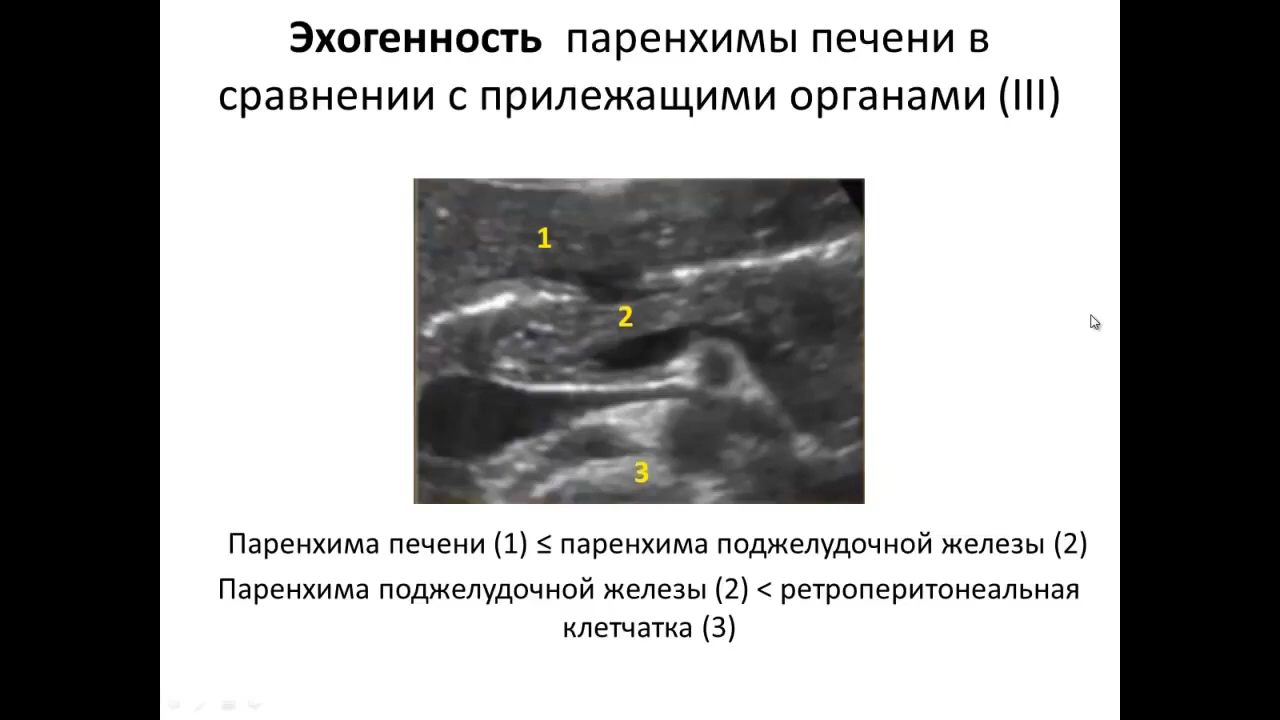 Эхогенность паренхимы печени в
сравнении с прилежащими органами (III)
1
2
3
Паренхима печени (1) ≤ паренхима поджелудочной железы (2)
Паренхима поджелудочной железы (2) < ретроперитонеальная
клетчатка (3)